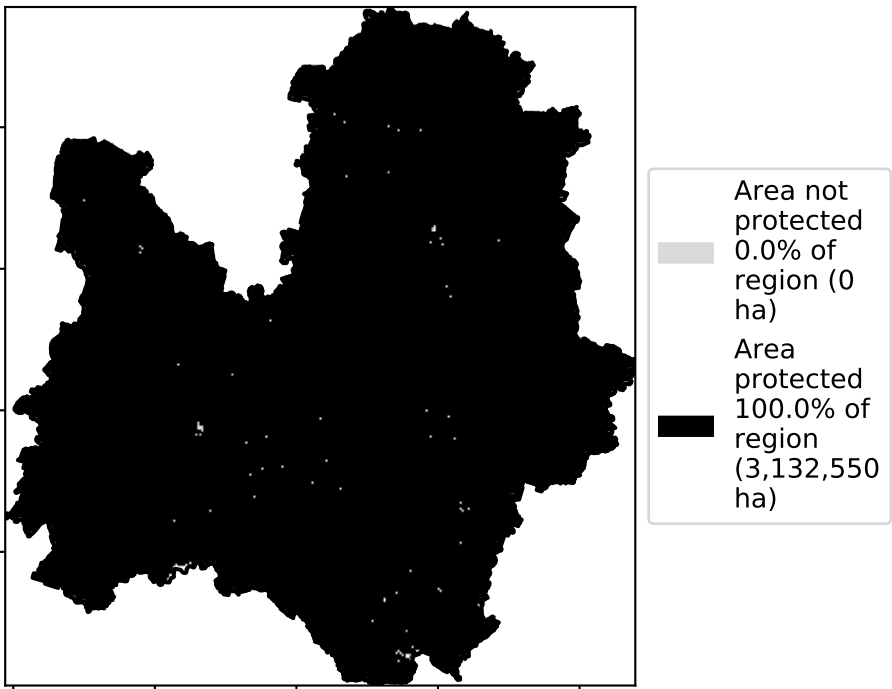 Area not
protected
0.0% of
region (0
ha)
Area
protected
100.0% of
region
(3,132,550
ha)